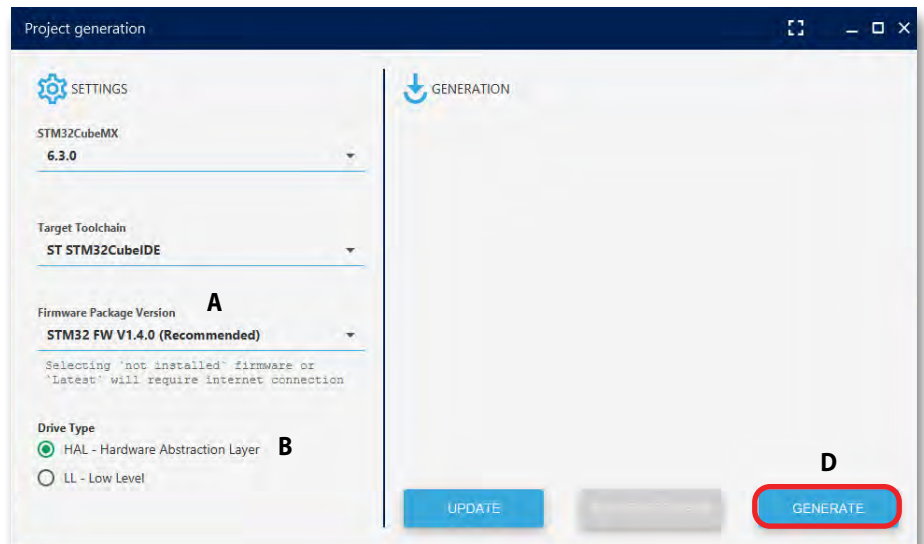 Project generation
SETTINGS
STM32CubeMX
6.3.0
Target Toolchain
ST STM32CubeIDE
A
Firmware Package Version
STM32 FW V1.4.0 (Recommended)
Selecting `not installed` firmware or
`Latest` will require internet connection
Drive Type
HAL - Hardware Abstraction Layer
B
LL - Low Level
GENERATION
D
UPDATE
GENERATE